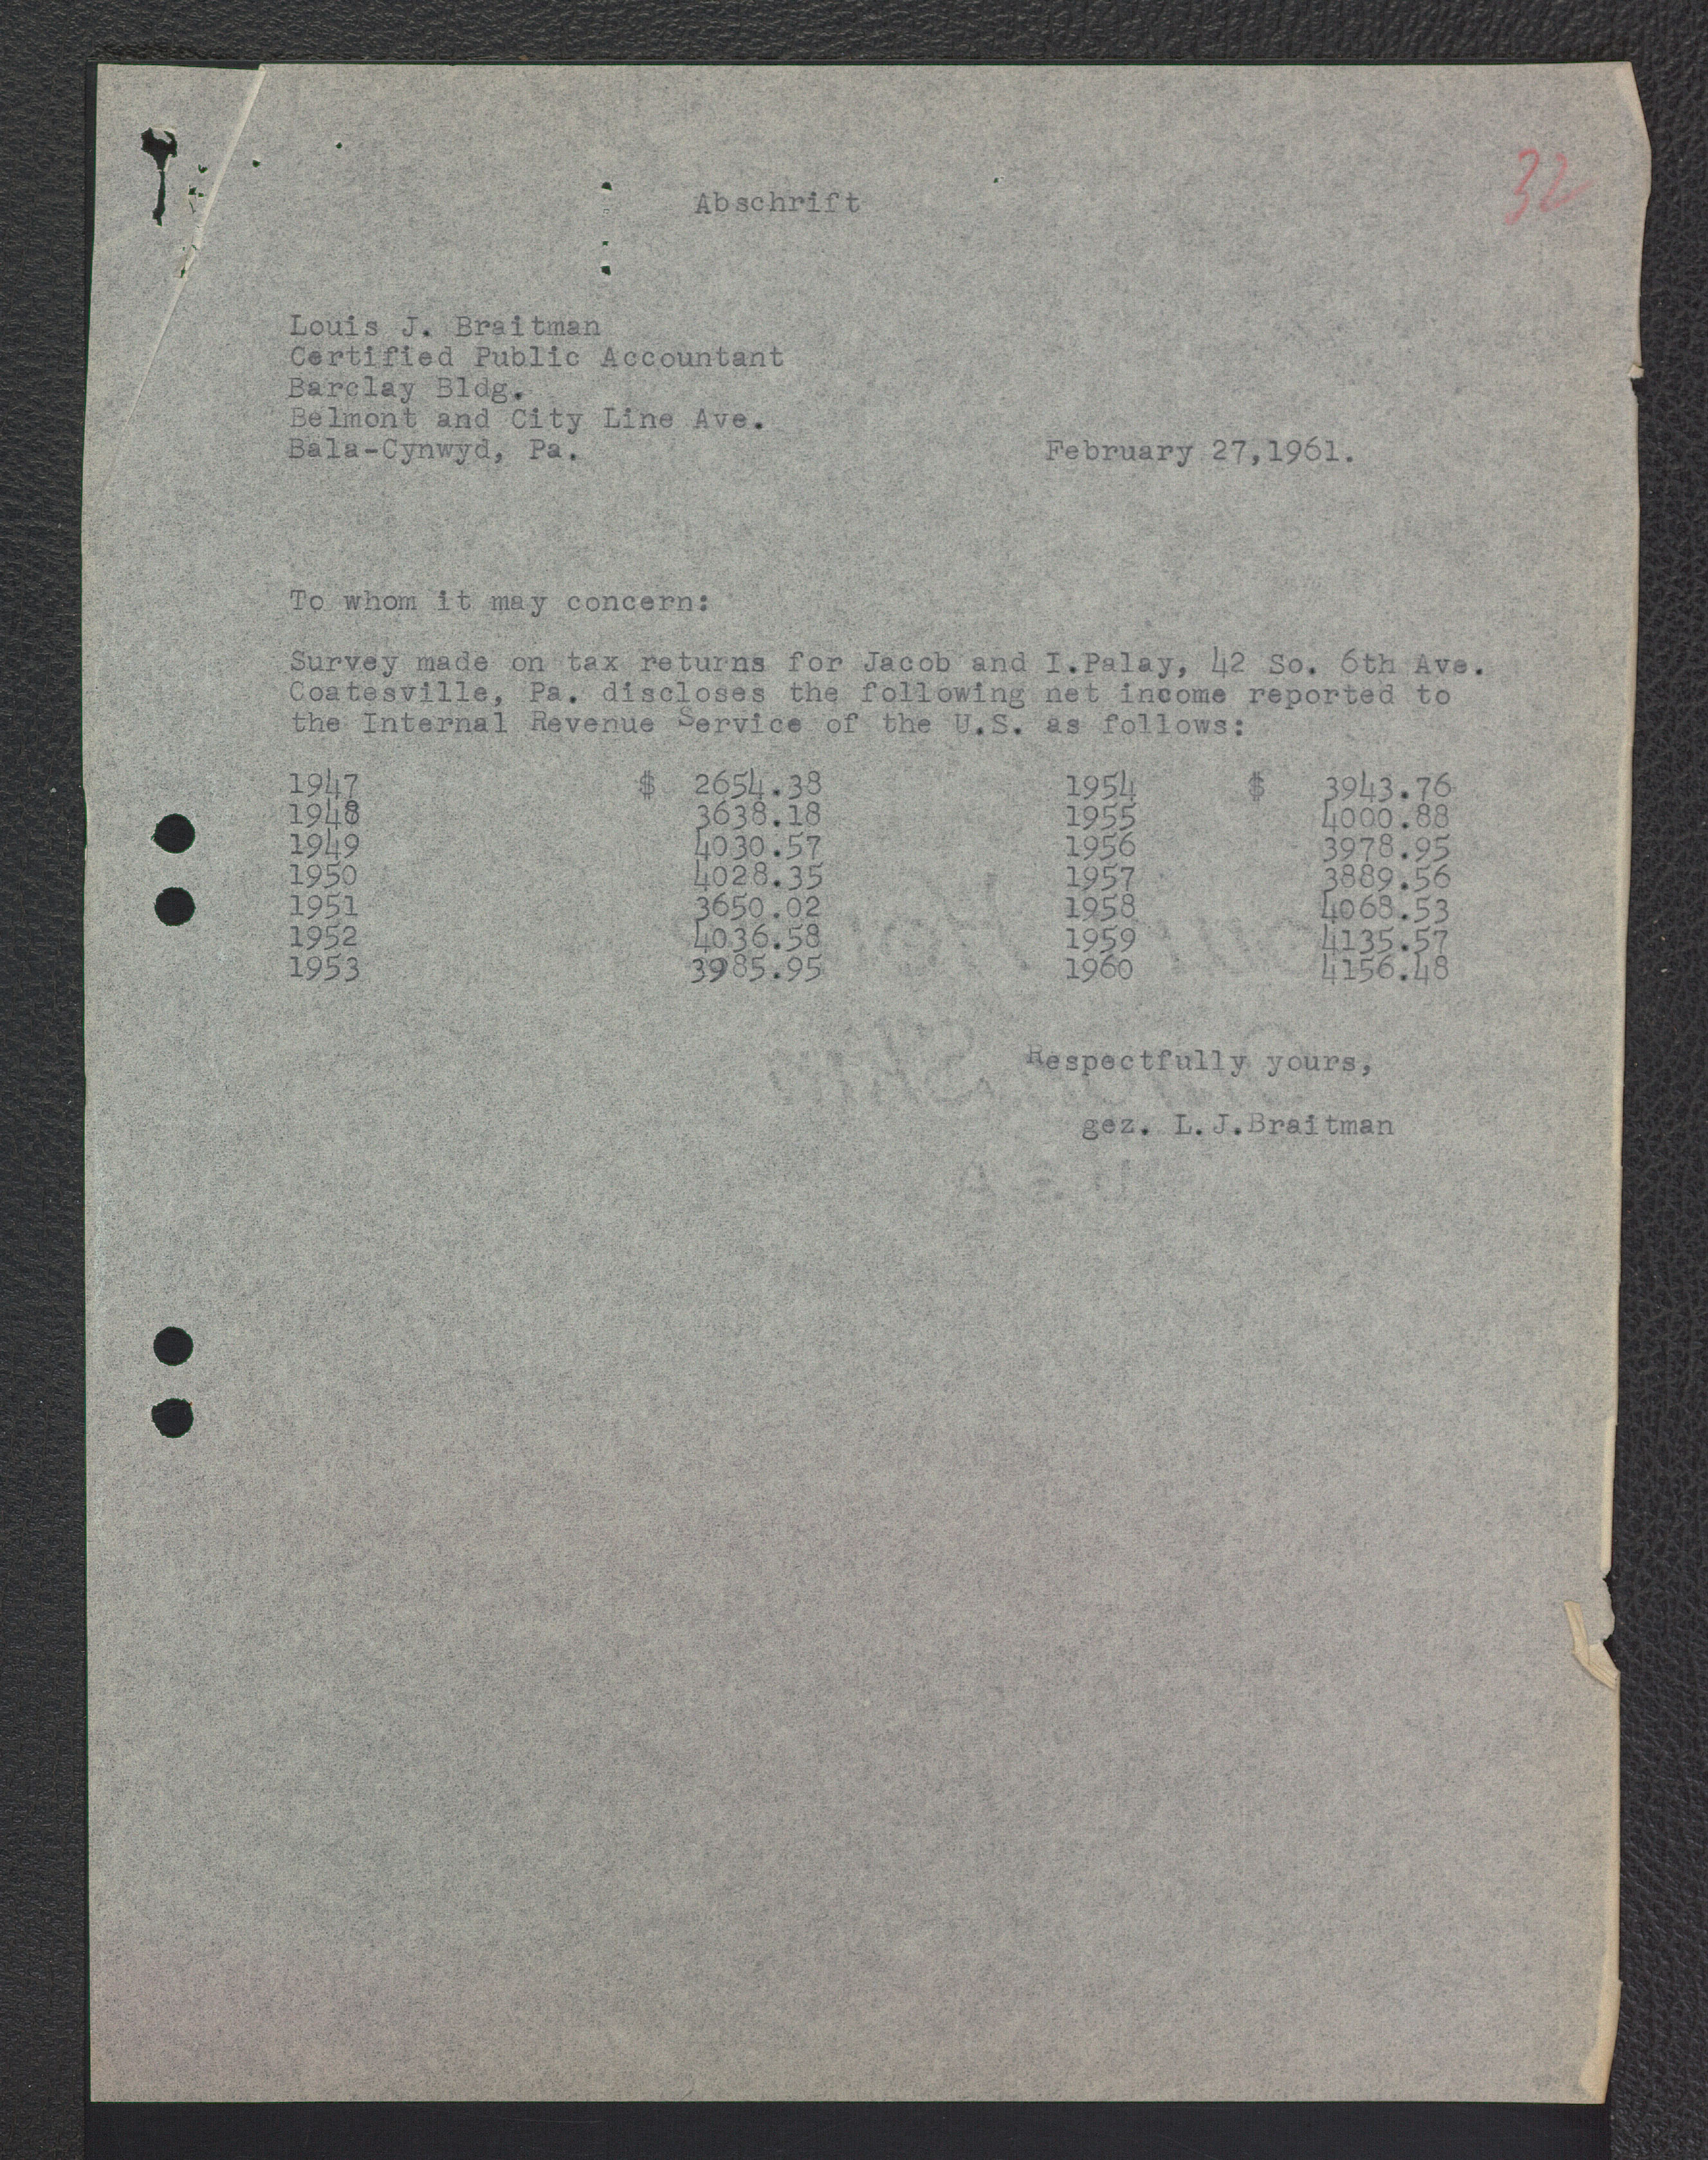 32
Abschrift
Louis J. Braitman
Certified Public Accountant
Barclay Bldg.
Belmont and City Line Ave.
Bala-Cynwyd, Pa.
February 27,1961.
To whom it may concern:
Survey made on tax returns for Jacob and I.Palay, 42 So. 6th Ave.
Coatesville, Pa. discloses the following net income reported to
the Internal Revenue Service of the U.S. as follows:
1947 $ 2654.38 1954 $ 3943.76
1948 3638.18 1955 4000.88
1949 4030.57 1956 3978.95
1950 4028.35 1957 3889.56
1951 3650.02 1958 4068.53
1952 4036.58 1959 4135.57
1953 3985.95 1960 4156.48
Respectfully yours,
gez. L.J.Braitman